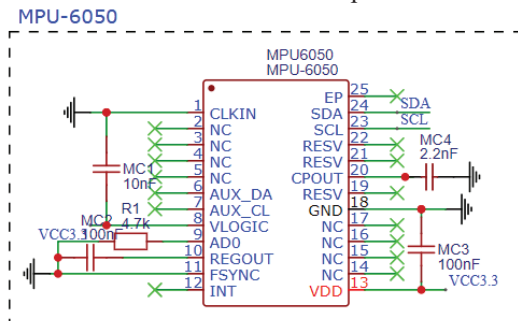 MPU-6050
MPU6050
MPU-6050
1 CLKIN
2 NC
3 NC
4 NC
5 NC
6 AUX_DA
7 AUX_CL
8 VLOGIC
9 AD0
10 REGOUT
11 FSYNC
12 INT
25 EP
24 SDA SDA
23 SCL SCL
22 RESV
21 RESV
20 CPOUT
19 RESV
18 GND
17 NC
16 NC
15 NC
14 NC
13 VDD
MC1
10nF
R1
4.7k
MC2
100nF
VCC3.3
MC4
2.2nF
MC3
100nF
VCC3.3